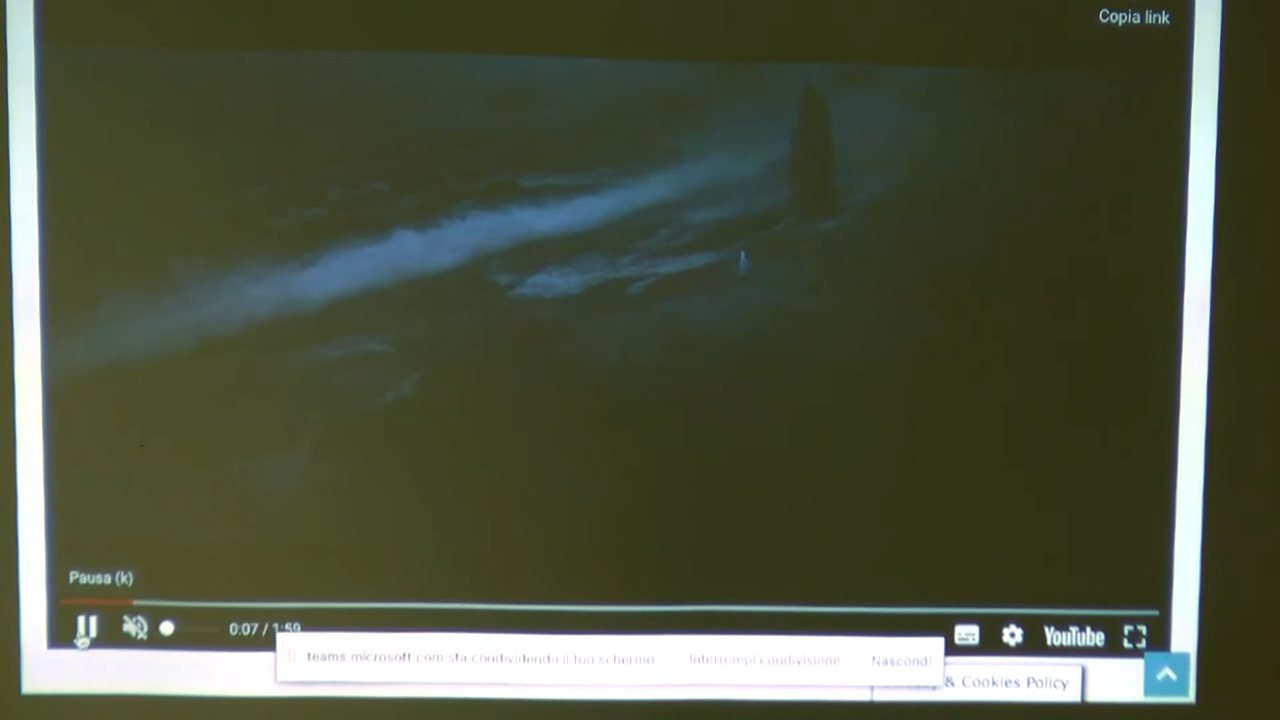 Copia link
Pausa (k)
0:07 / 1:59
YouTube
teams.microsoft.com sta condividendo il tuo schermo
Interrompi condivisione
Nascondi
& Cookies Policy